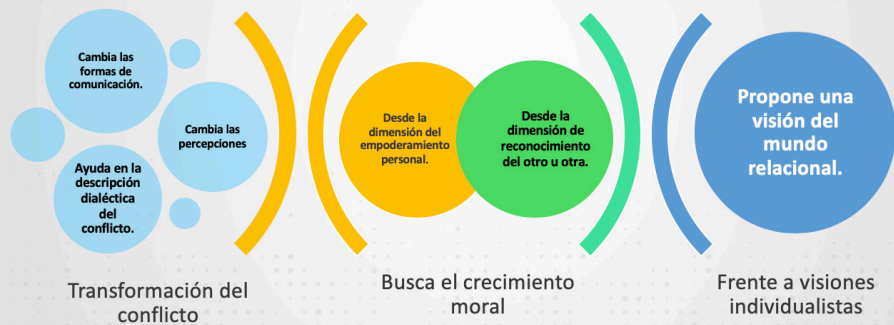 Cambia las
formas de
comunicación.
Cambia las
percepciones
Ayuda en la
descripción
dialéctica
del
conflicto.
Transformación del
conflicto
Desde la
dimensión del
empoderamiento
personal.
Desde la
dimensión de
reconocimiento
del otro u otra.
Busca el crecimiento
moral
Propone una
visión del
mundo
relacional.
Frente a visiones
individualistas